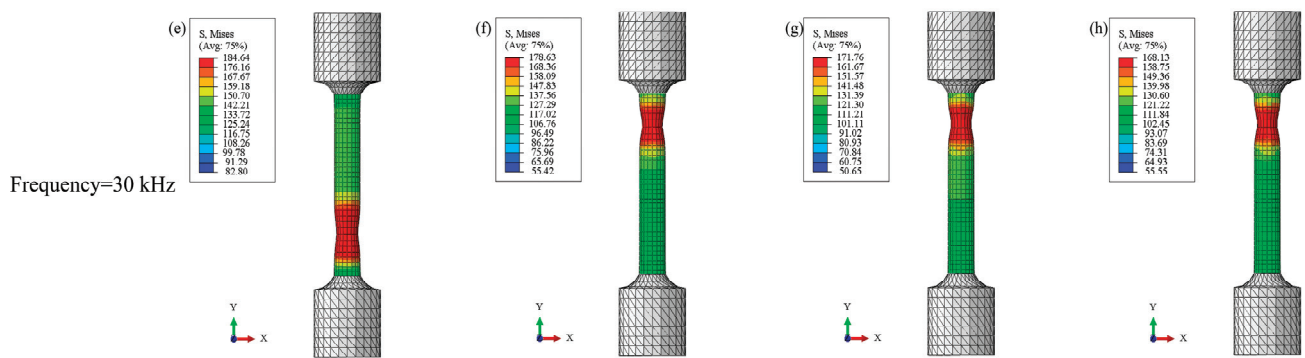 (e)
S, Mises
(Avg: 75%)
184.64
176.16
167.67
159.18
150.70
142.21
133.72
125.24
116.75
108.26
99.78
91.29
82.80
(f)
S, Mises
(Avg: 75%)
178.63
168.36
158.09
147.83
137.56
127.29
117.02
106.76
96.49
86.22
75.96
65.69
55.42
(g)
S, Mises
(Avg: 75%)
171.76
161.67
151.57
141.48
131.39
121.30
111.21
101.11
91.02
80.93
70.84
60.75
50.65
(h)
S, Mises
(Avg: 75%)
168.13
158.75
149.36
139.98
130.60
121.22
111.84
102.45
93.07
83.69
74.31
64.93
55.55
Frequency=30 kHz
Y
X
Y
X
Y
X
Y
X